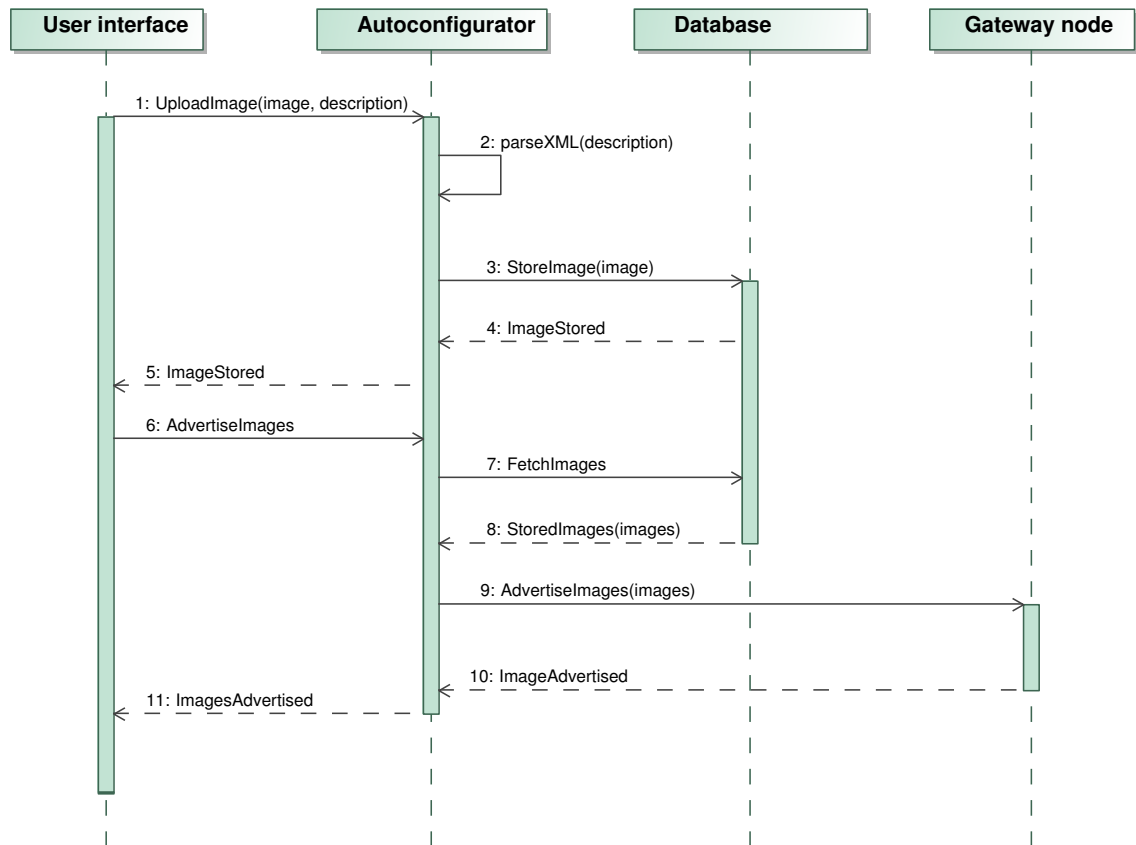 User interface
Autoconfigurator
Database
Gateway node
1: UploadImage(image, description)
2: parseXML(description)
3: StoreImage(image)
4: ImageStored
5: ImageStored
6: AdvertiseImages
7: FetchImages
8: StoredImages(images)
9: AdvertiseImages(images)
10: ImageAdvertised
11: ImagesAdvertised